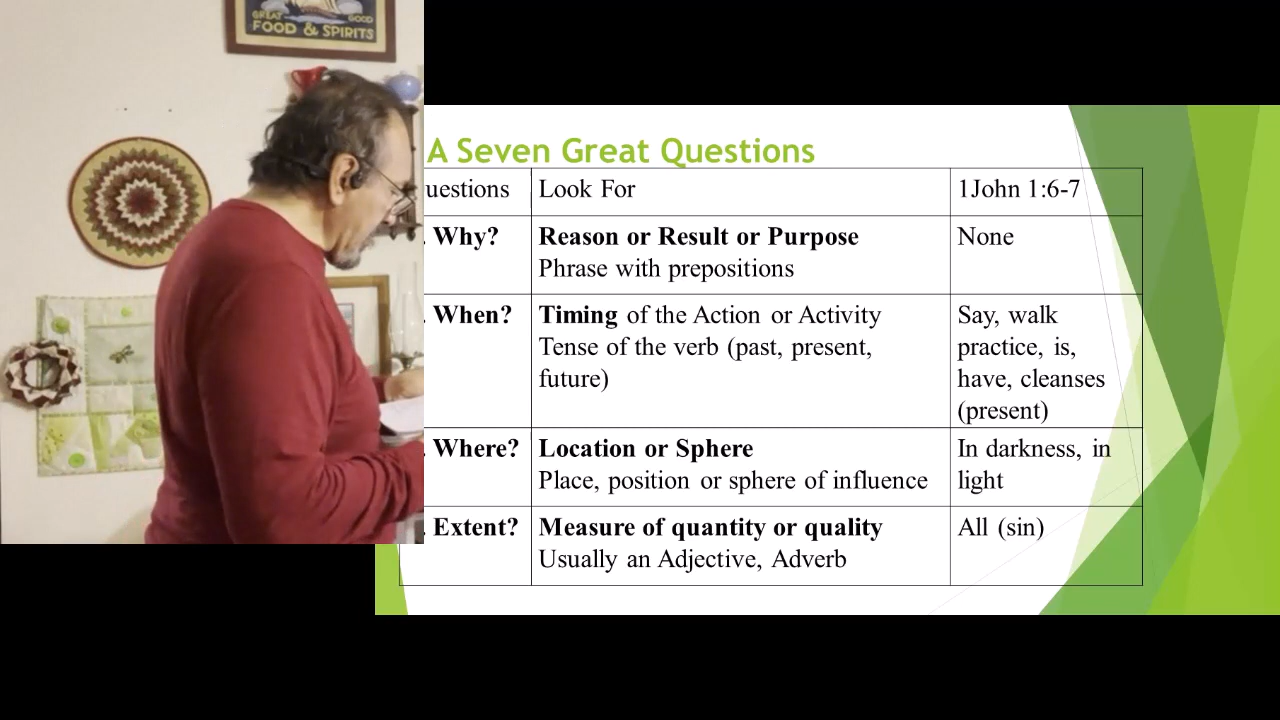 GREAT GOOD
FOOD & SPIRITS
A Seven Great Questions
uestions Look For 1John 1:6-7
. Why? Reason or Result or Purpose None
Phrase with prepositions
. When? Timing of the Action or Activity Say, walk
Tense of the verb (past, present, practice, is,
future) have, cleanses
(present)
. Where? Location or Sphere In darkness, in
Place, position or sphere of influence light
. Extent? Measure of quantity or quality All (sin)
Usually an Adjective, Adverb